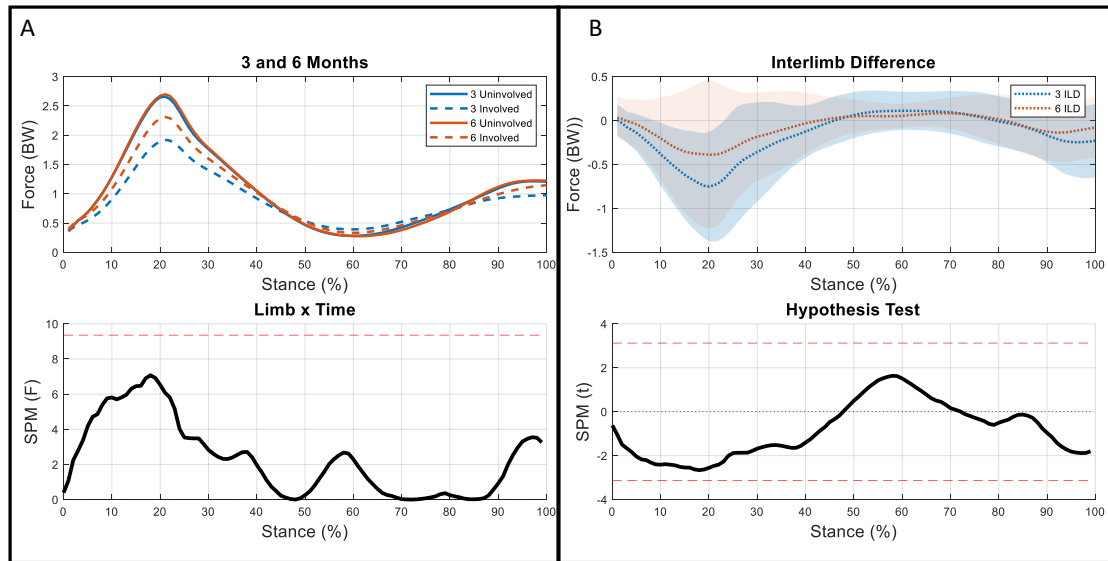 A
3 and 6 Months
Force (BW)
3
2.5
2
1.5
1
0.5
0
3 Uninvolved
3 Involved
6 Uninvolved
6 Involved
0 10 20 30 40 50 60 70 80 90 100
Stance (%)
Limb x Time
SPM (F)
10
8
6
4
2
0
0 10 20 30 40 50 60 70 80 90 100
Stance (%)
B
Interlimb Difference
Force (BW))
0.5
0
-0.5
-1
-1.5
3 ILD
6 ILD
0 10 20 30 40 50 60 70 80 90 100
Stance (%)
Hypothesis Test
SPM (t)
4
2
0
-2
-4
0 10 20 30 40 50 60 70 80 90 100
Stance (%)